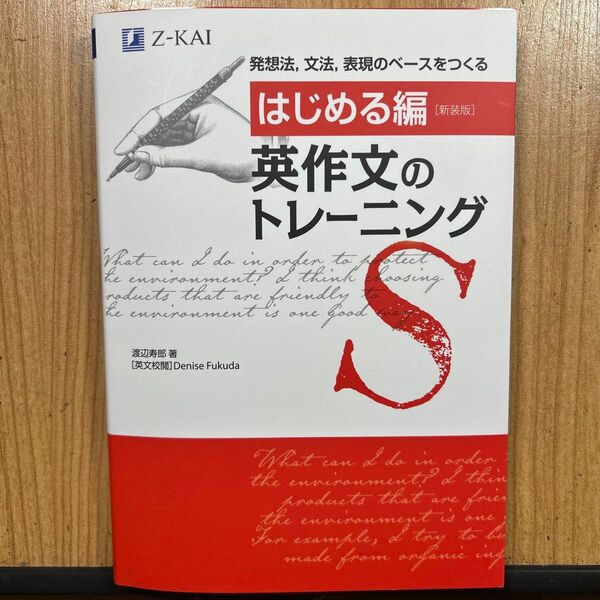 Z-KAI
発想法, 文法, 表現のベースをつくる
はじめる編 [新装版]
英作文の
トレーニング
S
What can I do in order to protect
the environment? I think choosing
products that are friendly to
the environment is one good way.
渡辺寿郎 著
[英文校閲] Denise Fukuda
What can I do in order
the environment? I thin
products that are frien
the environment is one
For example, I try to bu
made from organic ing